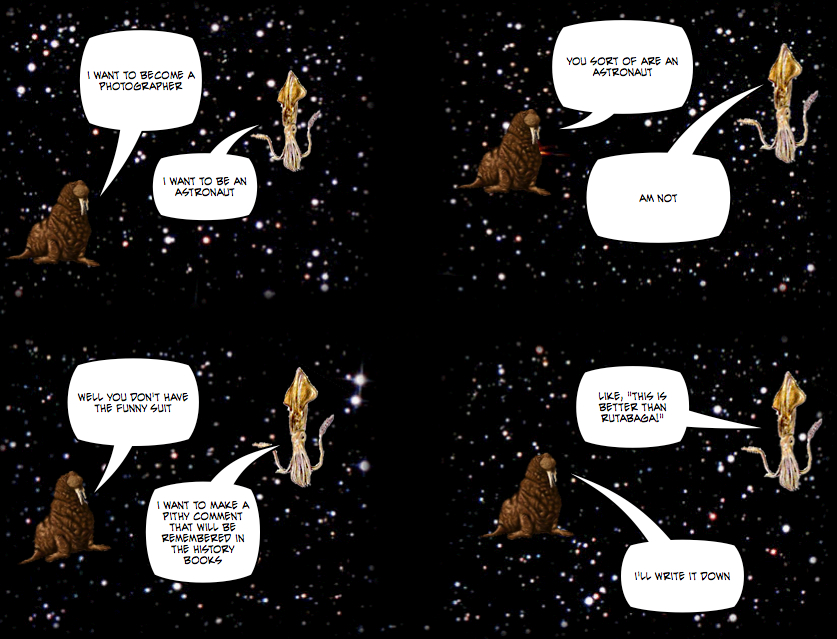 I WANT TO BECOME A
PHOTOGRAPHER
I WANT TO BE AN
ASTRONAUT
YOU SORT OF ARE AN
ASTRONAUT
AM NOT
WELL YOU DON'T HAVE
THE FUNNY SUIT
I WANT TO MAKE A
PITHY COMMENT
THAT WILL BE
REMEMBERED IN
THE HISTORY
BOOKS
LIKE, "THIS IS
BETTER THAN
RUTABAGA!"
I'LL WRITE IT DOWN